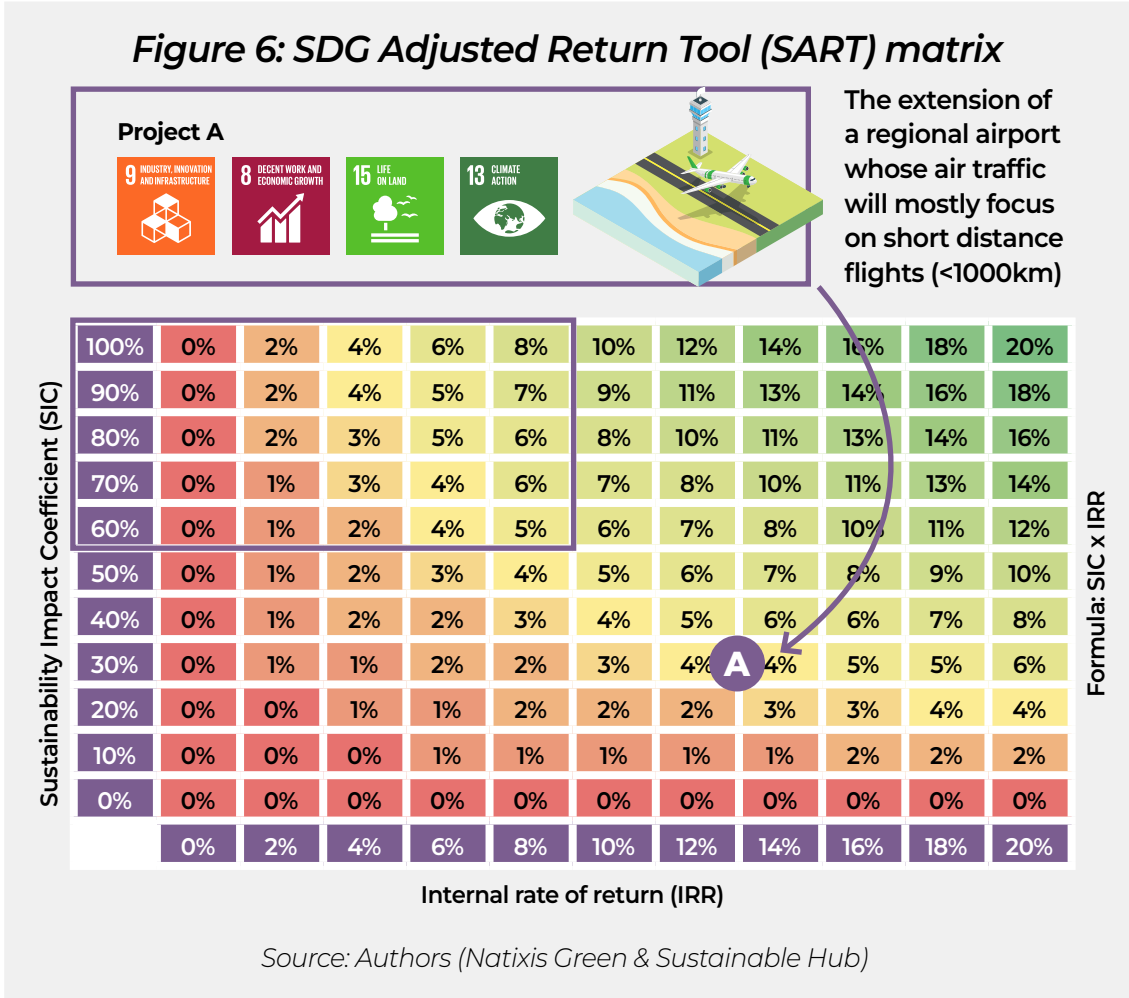 Figure 6: SDG Adjusted Return Tool (SART) matrix
Project A
9 INDUSTRY, INNOVATION
AND INFRASTRUCTURE
8 DECENT WORK AND
ECONOMIC GROWTH
15 LIFE
ON LAND
13 CLIMATE
ACTION
The extension of
a regional airport
whose air traffic
will mostly focus
on short distance
flights (<1000km)
Sustainability Impact Coefficient (SIC)
100% 0% 2% 4% 6% 8% 10% 12% 14% 16% 18% 20%
90% 0% 2% 4% 5% 7% 9% 11% 13% 14% 16% 18%
80% 0% 2% 3% 5% 6% 8% 10% 11% 13% 14% 16%
70% 0% 1% 3% 4% 6% 7% 8% 10% 11% 13% 14%
60% 0% 1% 2% 4% 5% 6% 7% 8% 10% 11% 12%
50% 0% 1% 2% 3% 4% 5% 6% 7% 8% 9% 10%
40% 0% 1% 2% 2% 3% 4% 5% 6% 6% 7% 8%
30% 0% 1% 1% 2% 2% 3% 4% A 4% 5% 5% 6%
20% 0% 0% 1% 1% 2% 2% 2% 3% 3% 4% 4%
10% 0% 0% 0% 1% 1% 1% 1% 1% 2% 2% 2%
0% 0% 0% 0% 0% 0% 0% 0% 0% 0% 0% 0%
0% 2% 4% 6% 8% 10% 12% 14% 16% 18% 20%
Formula: SIC x IRR
Internal rate of return (IRR)
Source: Authors (Natixis Green & Sustainable Hub)